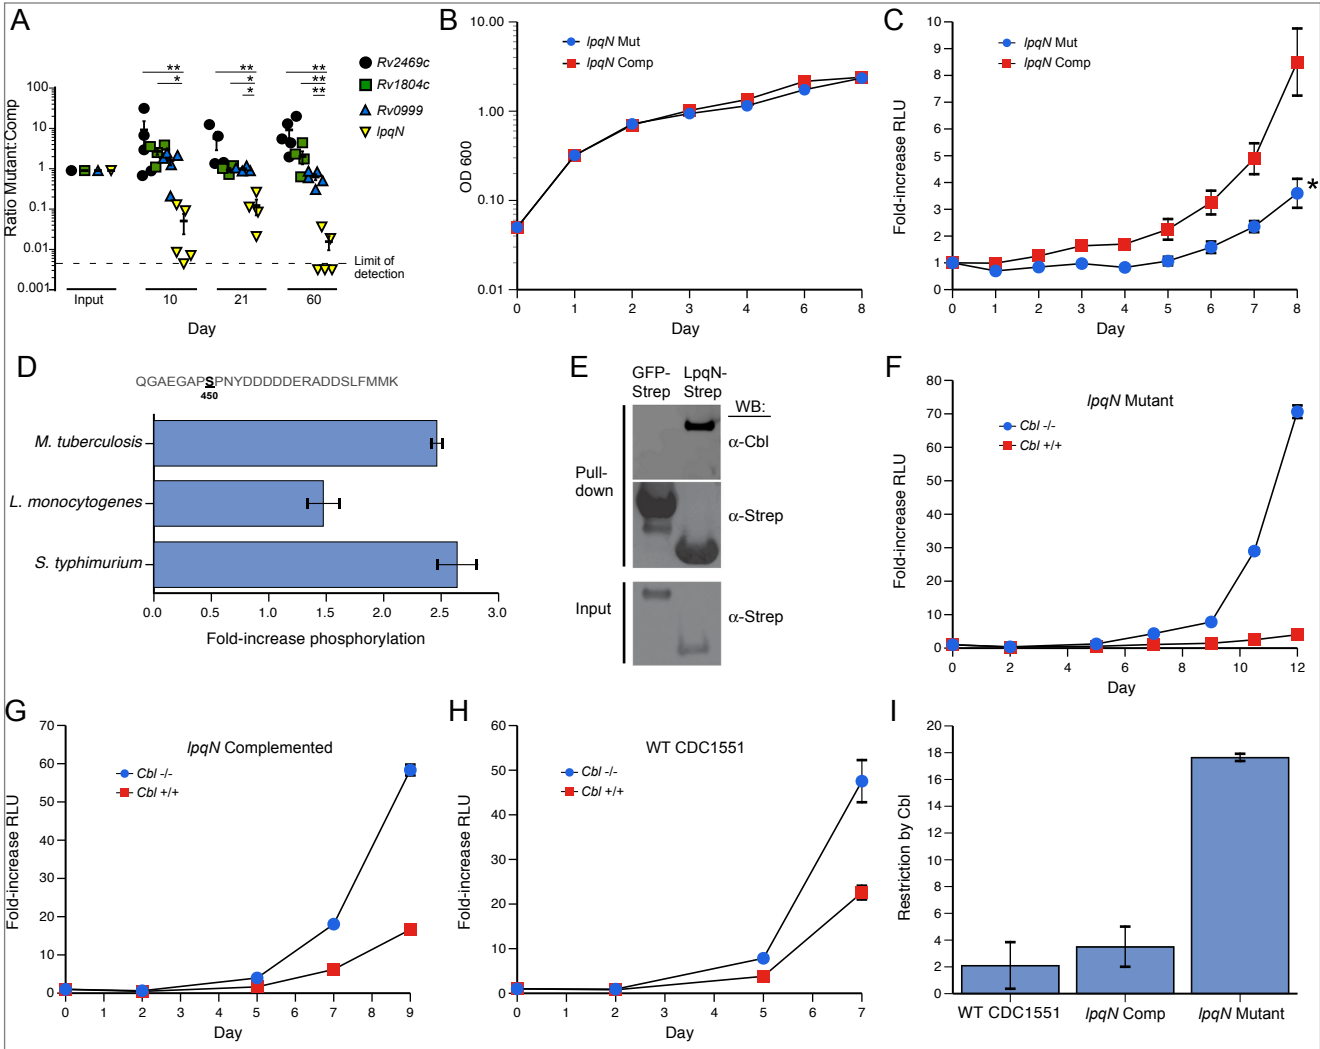 A
** ** **
* * **
* **
Rv2469c
Rv1804c
Rv0999
lpqN
Ratio Mutant:Comp
100
10
1
0.1
0.01
0.001
Limit of
detection
Input 10 21 60
Day
B
OD 600
10.00
1.00
0.10
0.01
lpqN Mut
lpqN Comp
0 1 2 3 4 6 8
Day
C
Fold-increase RLU
10
9
8
7
6
5
4
3
2
1
0
lpqN Mut
lpqN Comp
*
0 1 2 3 4 5 6 7 8
Day
D
QGAEGAPSPNYDDDDDERADDSLFMMK
450
M. tuberculosis
L. monocytogenes
S. typhimurium
0.0 0.5 1.0 1.5 2.0 2.5 3.0
Fold-increase phosphorylation
E
GFP- LpqN-
Strep Strep
WB:
α-Cbl
Pull-
down
α-Strep
Input
α-Strep
F
lpqN Mutant
Cbl -/-
Cbl +/+
Fold-increase RLU
80
70
60
50
40
30
20
10
0
0 2 4 6 8 10 12
Day
G
lpqN Complemented
Cbl -/-
Cbl +/+
Fold-increase RLU
70
60
50
40
30
20
10
0
0 1 2 3 4 5 6 7 8 9
Day
H
WT CDC1551
Cbl -/-
Cbl +/+
Fold-increase RLU
60
50
40
30
20
10
0
0 1 2 3 4 5 6 7
Day
I
Restriction by Cbl
20
18
16
14
12
10
8
6
4
2
0
WT CDC1551 lpqN Comp lpqN Mutant